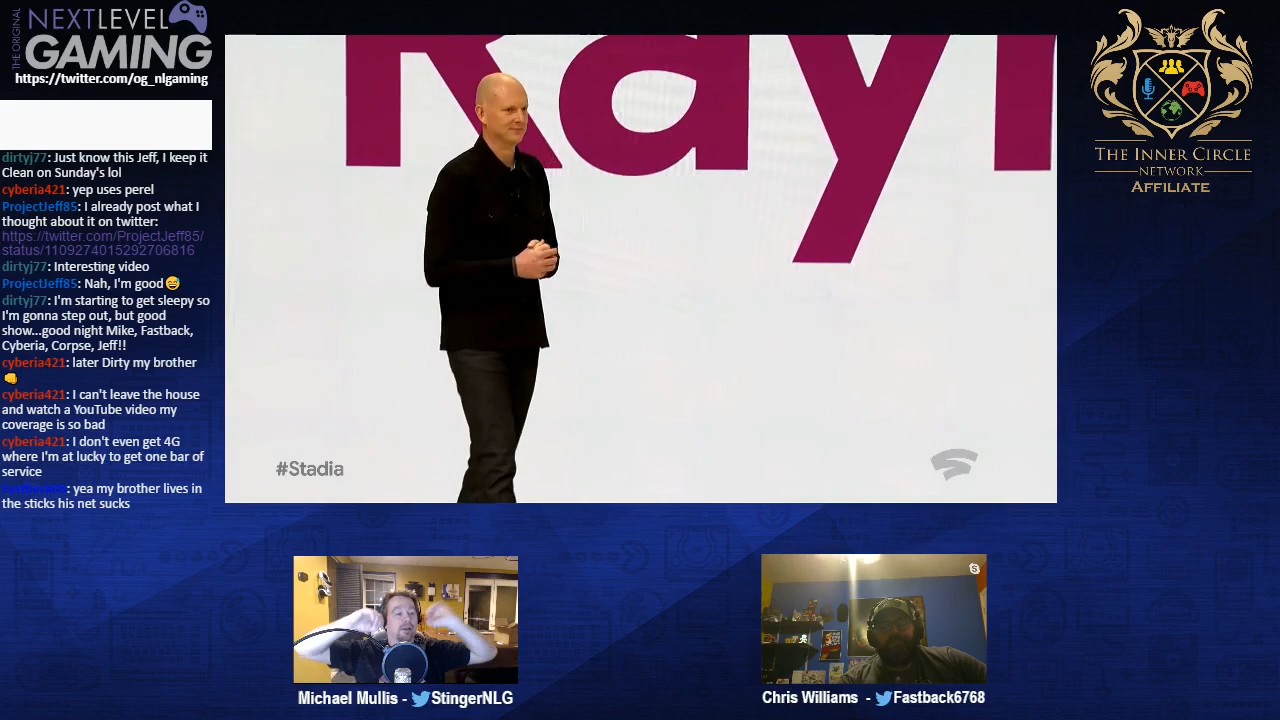 THE ORIGINAL
NEXTLEVEL
GAMING
https://twitter.com/og_nlgaming
dirtyj77: Just know this Jeff, I keep it
Clean on Sunday's lol
cyberia421: yep uses perel
ProjectJeff85: I already post what I
thought about it on twitter:
https://twitter.com/ProjectJeff85/
status/1109274015292706816
dirtyj77: Interesting video
ProjectJeff85: Nah, I'm good😅
dirtyj77: I'm starting to get sleepy so
I'm gonna step out, but good
show...good night Mike, Fastback,
Cyberia, Corpse, Jeff!!
cyberia421: later Dirty my brother
👊
cyberia421: I can't leave the house
and watch a YouTube video my
coverage is so bad
cyberia421: I don't even get 4G
where I'm at lucky to get one bar of
service
: yea my brother lives in
the sticks his net sucks
Ray
#Stadia
THE INNER CIRCLE
NETWORK
AFFILIATE
Michael Mullis - StingerNLG
Chris Williams - Fastback6768